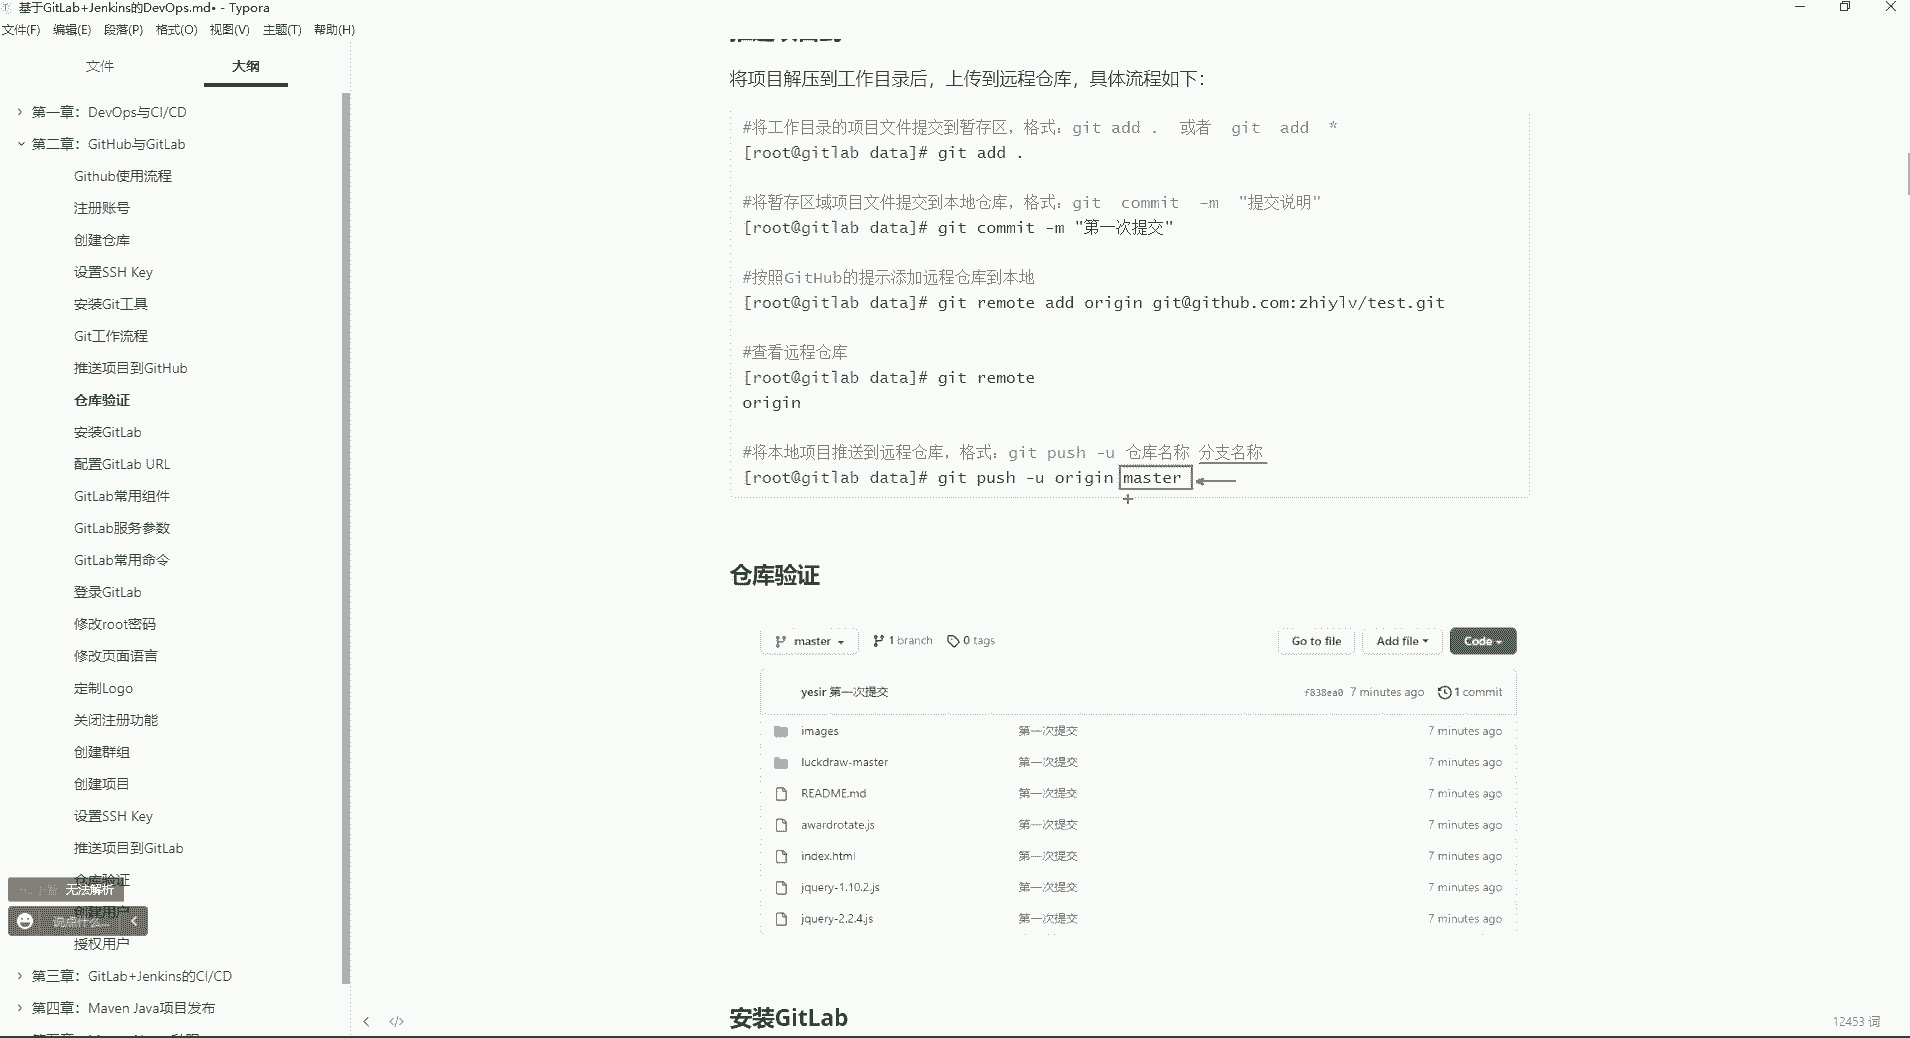 基于GitLab+Jenkins的DevOps.md• - Typora
文件(F) 编辑(E) 段落(P) 格式(O) 视图(V) 主题(T) 帮助(H)
文件 大纲
第一章：DevOps与CI/CD
第二章：GitHub与GitLab
Github使用流程
注册账号
创建仓库
设置SSH Key
安装Git工具
Git工作流程
推送项目到GitHub
仓库验证
安装GitLab
配置GitLab URL
GitLab常用组件
GitLab服务参数
GitLab常用命令
登录GitLab
修改root密码
修改页面语言
定制Logo
关闭注册功能
创建群组
创建项目
设置SSH Key
推送项目到GitLab
仓库验证
无法解析
创建用户
说点什么...
授权用户
第三章：GitLab+Jenkins的CI/CD
第四章：Maven Java项目发布
将项目解压到工作目录后，上传到远程仓库，具体流程如下：
#将工作目录的项目文件提交到暂存区，格式：git add . 或者 git add *
[root@gitlab data]# git add .
#将暂存区域项目文件提交到本地仓库，格式：git commit -m "提交说明"
[root@gitlab data]# git commit -m "第一次提交"
#按照GitHub的提示添加远程仓库到本地
[root@gitlab data]# git remote add origin git@github.com:zhiylv/test.git
#查看远程仓库
[root@gitlab data]# git remote
origin
#将本地项目推送到远程仓库，格式：git push -u 仓库名称 分支名称
[root@gitlab data]# git push -u origin master
仓库验证
master 1 branch 0 tags Go to file Add file Code
yesir 第一次提交 f838ea0 7 minutes ago 1 commit
images 第一次提交 7 minutes ago
luckdraw-master 第一次提交 7 minutes ago
README.md 第一次提交 7 minutes ago
awardrotate.js 第一次提交 7 minutes ago
index.html 第一次提交 7 minutes ago
jquery-1.10.2.js 第一次提交 7 minutes ago
jquery-2.2.4.js 第一次提交 7 minutes ago
安装GitLab
12453 词